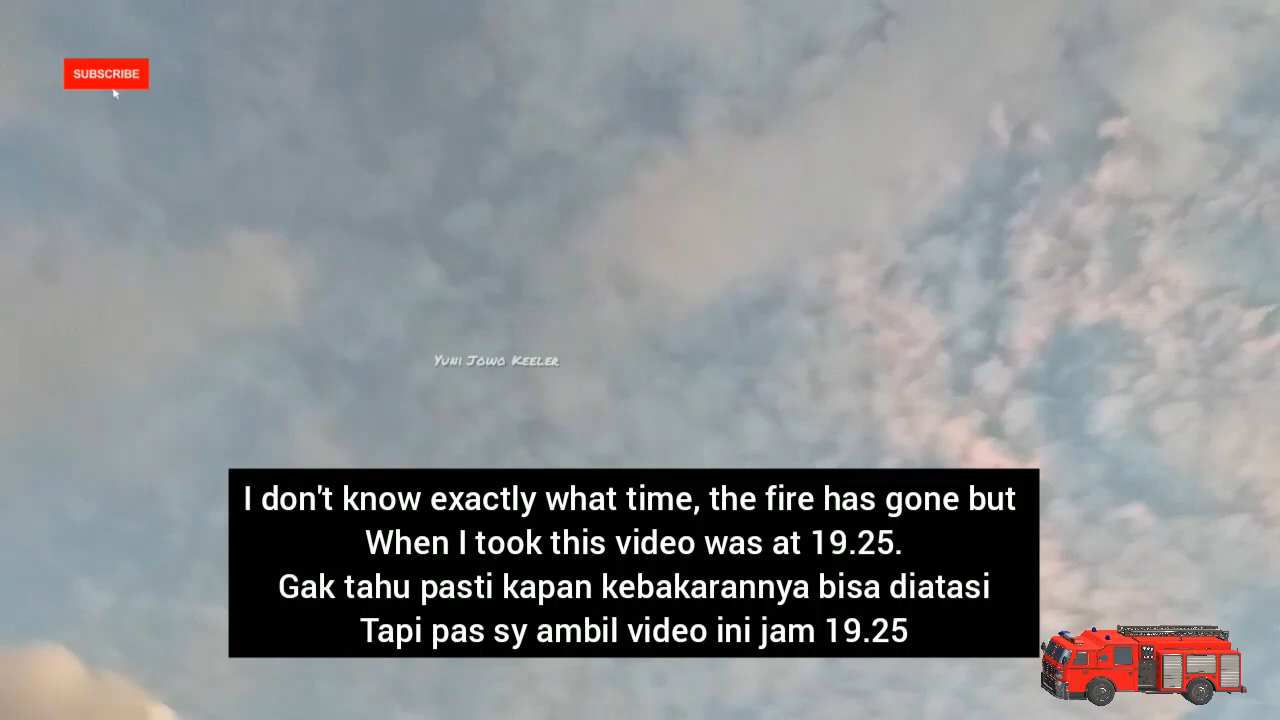 SUBSCRIBE
Yuni Jowo Keeler
I don't know exactly what time, the fire has gone but
When I took this video was at 19.25.
Gak tahu pasti kapan kebakarannya bisa diatasi
Tapi pas sy ambil video ini jam 19.25